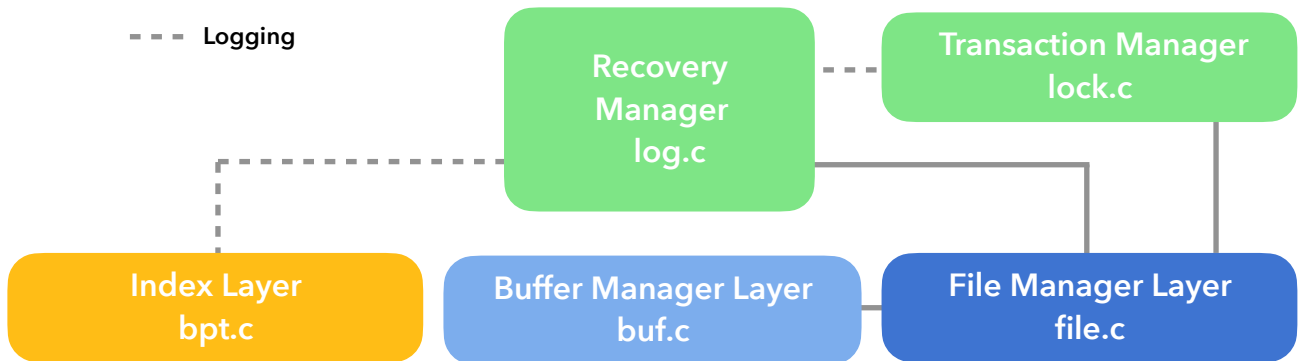 Logging
Recovery
Manager
log.c
Transaction Manager
lock.c
Index Layer
bpt.c
Buffer Manager Layer
buf.c
File Manager Layer
file.c